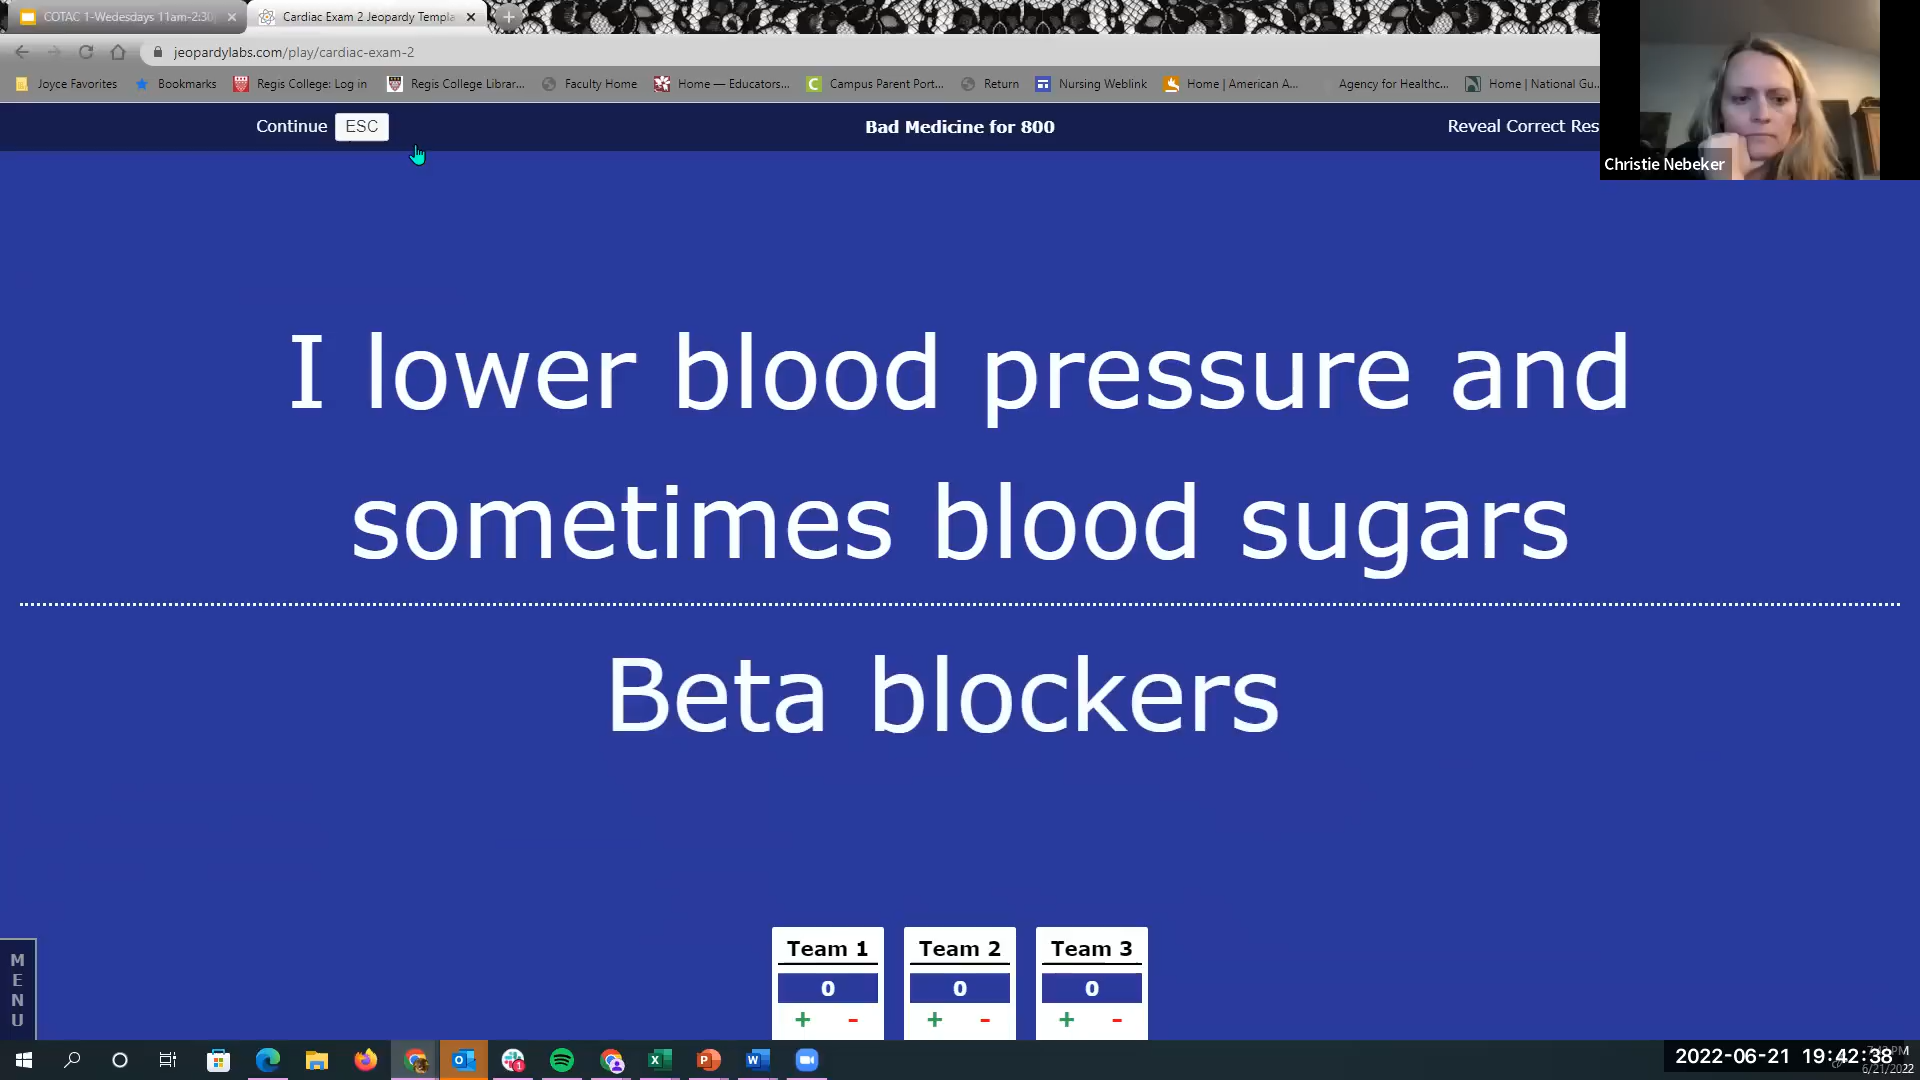 COTAC 1-Wedesdays 11am-2:30
Cardiac Exam 2 Jeopardy Templa
jeopardylabs.com/play/cardiac-exam-2
Joyce Favorites Bookmarks Regis College: Log in Regis College Librar... Faculty Home Home — Educators... Campus Parent Port... Return Nursing Weblink Home | American A... Agency for Healthc... Home | National Gu...
Continue ESC Bad Medicine for 800 Reveal Correct Res
Christie Nebeker
I lower blood pressure and
sometimes blood sugars
Beta blockers
Team 1 Team 2 Team 3
0 0 0
+ - + - + -
MENU
2022-06-21 19:42:38
6/21/2022